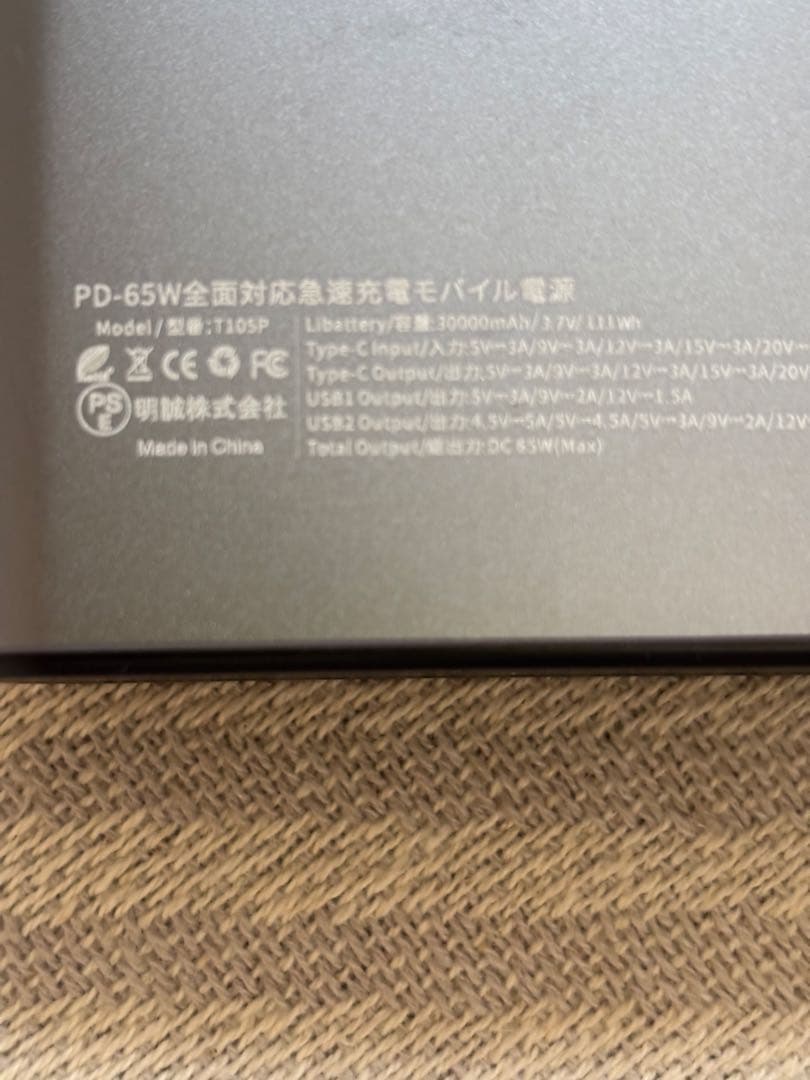 PD-65W全面対応急速充電モバイル電源
Model/型番:T105P
Libattery/容量:30000mAh/3.7V/111Wh
Type-C Input/入力:5V⎓3A/9V⎓3A/12V⎓3A/15V⎓3A/20V⎓
Type-C Output/出力:5V⎓3A/9V⎓3A/12V⎓3A/15V⎓3A/20V
USB1 Output/出力:5V⎓3A/9V⎓2A/12V⎓1.5A
USB2 Output/出力:4.5V⎓5A/5V⎓4.5A/5V⎓3A/9V⎓2A/12V
Total Output/総出力:DC 65W(Max)
CE FC
PSE 明誠株式会社
Made in China